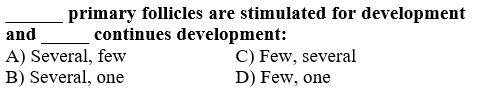 ______ primary follicles are stimulated for development
and _____ continues development:
A) Several, few C) Few, several
B) Several, one D) Few, one